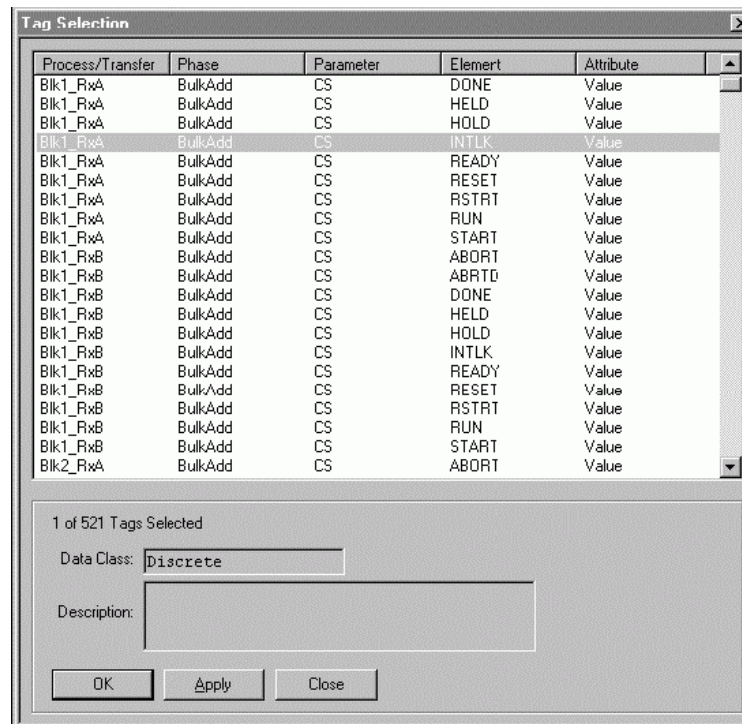 Tag Selection
Process/Transfer Phase Parameter Element Attribute
Blk1_RxA BulkAdd CS DONE Value
Blk1_RxA BulkAdd CS HELD Value
Blk1_RxA BulkAdd CS HOLD Value
Blk1_RxA BulkAdd CS INTLK Value
Blk1_RxA BulkAdd CS READY Value
Blk1_RxA BulkAdd CS RESET Value
Blk1_RxA BulkAdd CS RSTRT Value
Blk1_RxA BulkAdd CS RUN Value
Blk1_RxA BulkAdd CS START Value
Blk1_RxB BulkAdd CS ABORT Value
Blk1_RxB BulkAdd CS ABRTD Value
Blk1_RxB BulkAdd CS DONE Value
Blk1_RxB BulkAdd CS HELD Value
Blk1_RxB BulkAdd CS HOLD Value
Blk1_RxB BulkAdd CS INTLK Value
Blk1_RxB BulkAdd CS READY Value
Blk1_RxB BulkAdd CS RESET Value
Blk1_RxB BulkAdd CS RSTRT Value
Blk1_RxB BulkAdd CS RUN Value
Blk1_RxB BulkAdd CS START Value
Blk2_RxA BulkAdd CS ABORT Value
1 of 521 Tags Selected
Data Class: Discrete
Description:
OK Apply Close